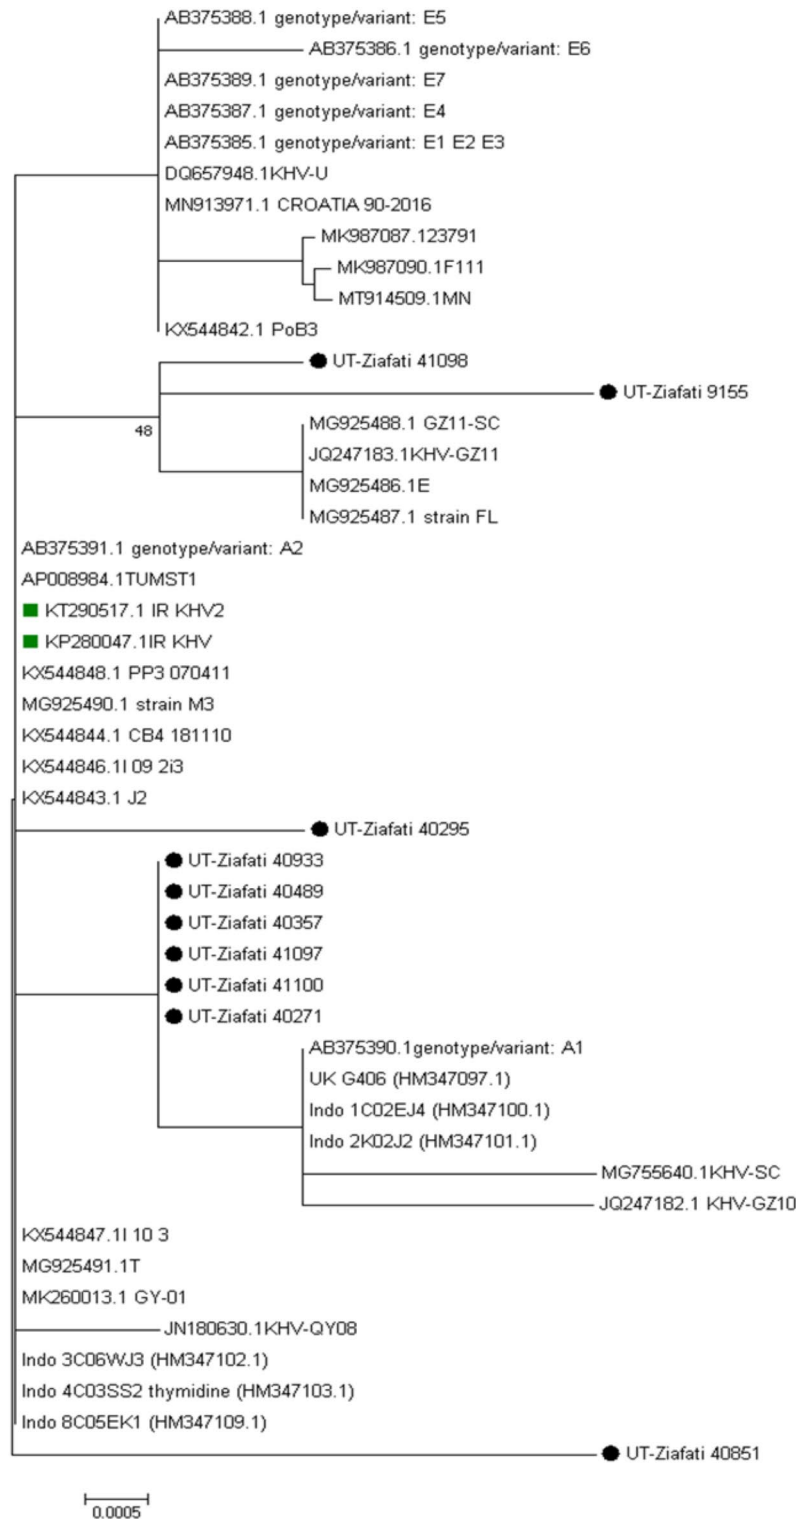 AB375388.1 genotype/variant: E5
AB375386.1 genotype/variant: E6
AB375389.1 genotype/variant: E7
AB375387.1 genotype/variant: E4
AB375385.1 genotype/variant: E1 E2 E3
DQ657948.1KHV-U
MN913971.1 CROATIA 90-2016
MK987087.123791
MK987090.1F111
MT914509.1MN
KX544842.1 PoB3
UT-Ziafati 41098
UT-Ziafati 9155
48
MG925488.1 GZ11-SC
JQ247183.1KHV-GZ11
MG925486.1E
MG925487.1 strain FL
AB375391.1 genotype/variant: A2
AP008984.1TUMST1
KT290517.1 IR KHV2
KP280047.1IR KHV
KX544848.1 PP3 070411
MG925490.1 strain M3
KX544844.1 CB4 181110
KX544846.1I 09 2i3
KX544843.1 J2
UT-Ziafati 40295
UT-Ziafati 40933
UT-Ziafati 40489
UT-Ziafati 40357
UT-Ziafati 41097
UT-Ziafati 41100
UT-Ziafati 40271
AB375390.1genotype/variant: A1
UK G406 (HM347097.1)
Indo 1C02EJ4 (HM347100.1)
Indo 2K02J2 (HM347101.1)
MG755640.1KHV-SC
JQ247182.1 KHV-GZ10
KX544847.1I 10 3
MG925491.1T
MK260013.1 GY-01
JN180630.1KHV-QY08
Indo 3C06WJ3 (HM347102.1)
Indo 4C03SS2 thymidine (HM347103.1)
Indo 8C05EK1 (HM347109.1)
UT-Ziafati 40851
0.0005